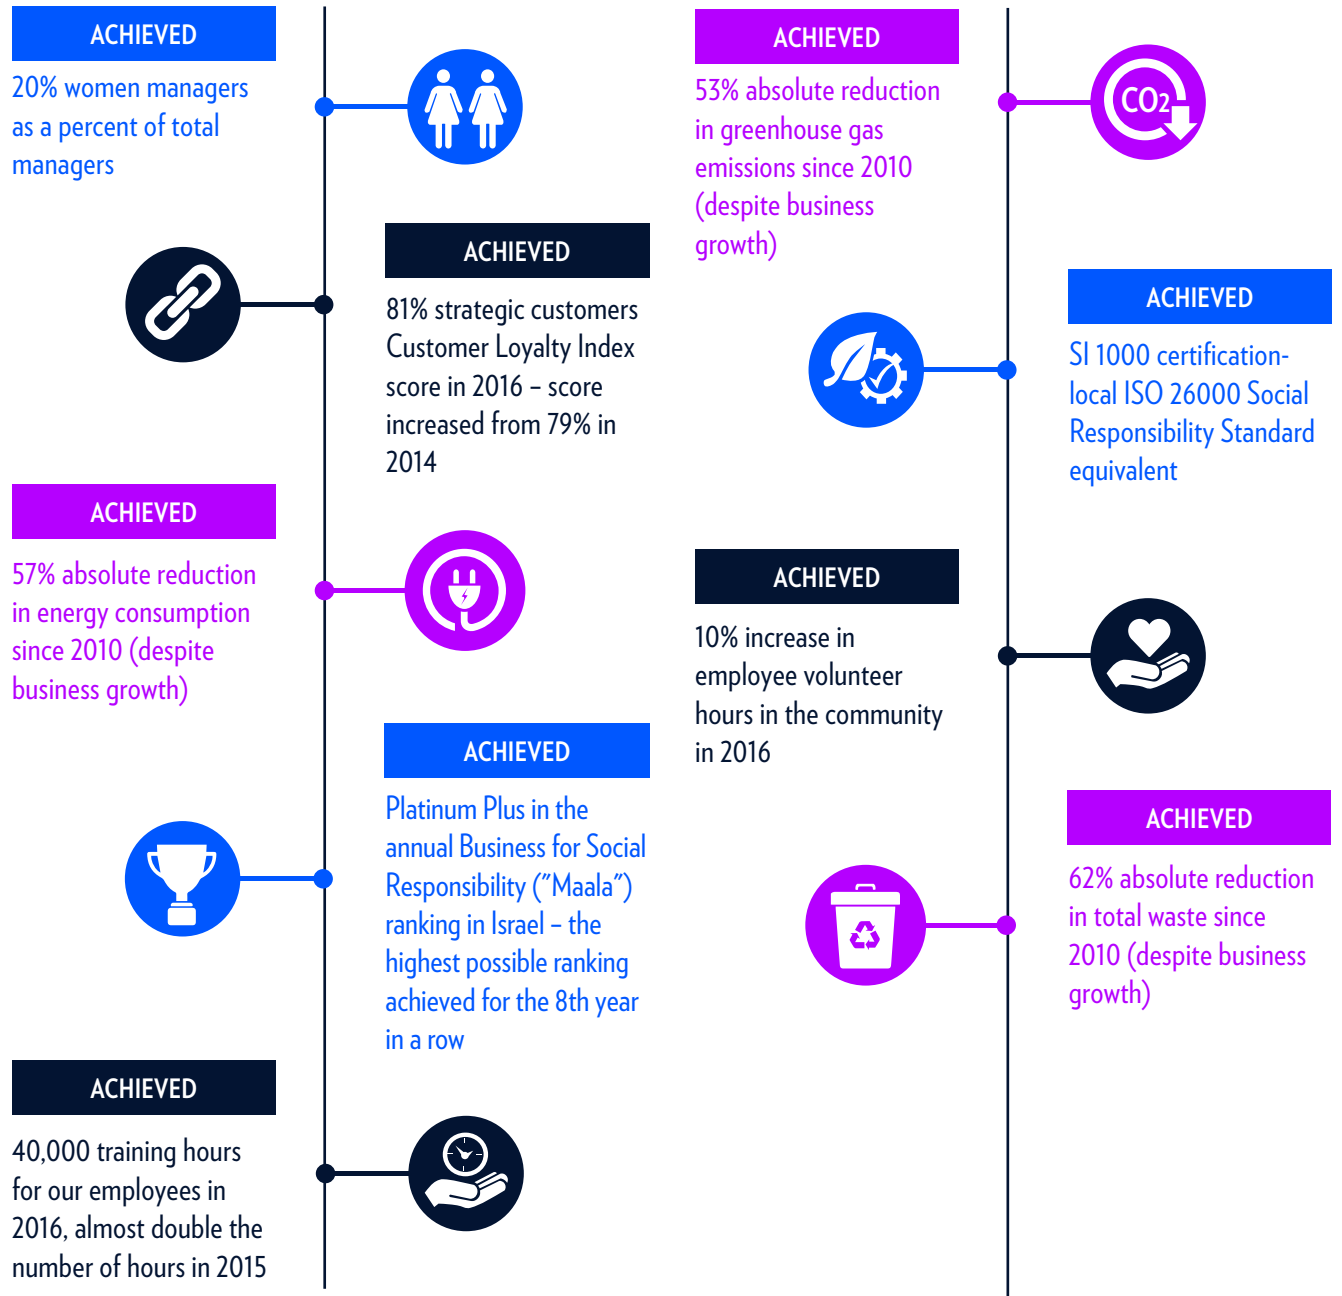 ACHIEVED
20% women managers
as a percent of total
managers
ACHIEVED
81% strategic customers
Customer Loyalty Index
score in 2016 – score
increased from 79% in
2014
ACHIEVED
57% absolute reduction
in energy consumption
since 2010 (despite
business growth)
ACHIEVED
Platinum Plus in the
annual Business for Social
Responsibility ("Maala")
ranking in Israel – the
highest possible ranking
achieved for the 8th year
in a row
ACHIEVED
40,000 training hours
for our employees in
2016, almost double the
number of hours in 2015
ACHIEVED
53% absolute reduction
in greenhouse gas
emissions since 2010
(despite business
growth)
CO2
ACHIEVED
SI 1000 certification-
local ISO 26000 Social
Responsibility Standard
equivalent
ACHIEVED
10% increase in
employee volunteer
hours in the community
in 2016
ACHIEVED
62% absolute reduction
in total waste since
2010 (despite business
growth)